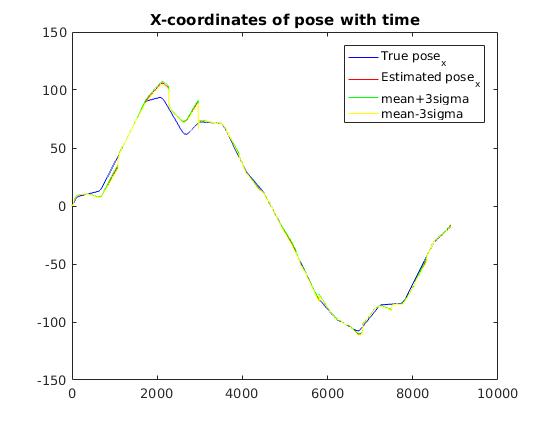 X-coordinates of pose with time
150
100
50
0
-50
-100
-150
0
2000
4000
6000
8000
10000
True pose_x
Estimated pose_x
mean+3sigma
mean-3sigma